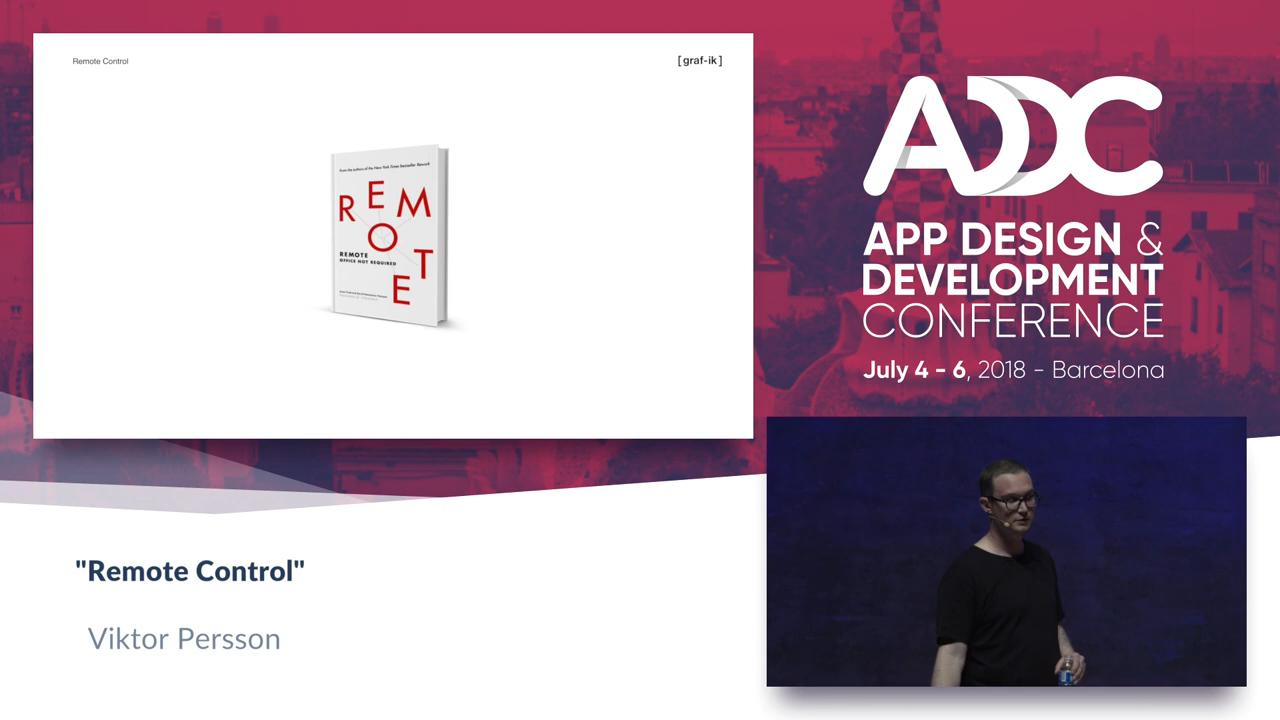 Remote Control
[graf-ik]
From the authors of the New York Times bestseller Rework
REMOTE
REMOTE
OFFICE NOT REQUIRED
ADC
APP DESIGN &
DEVELOPMENT
CONFERENCE
July 4 - 6, 2018 - Barcelona
"Remote Control"
Viktor Persson